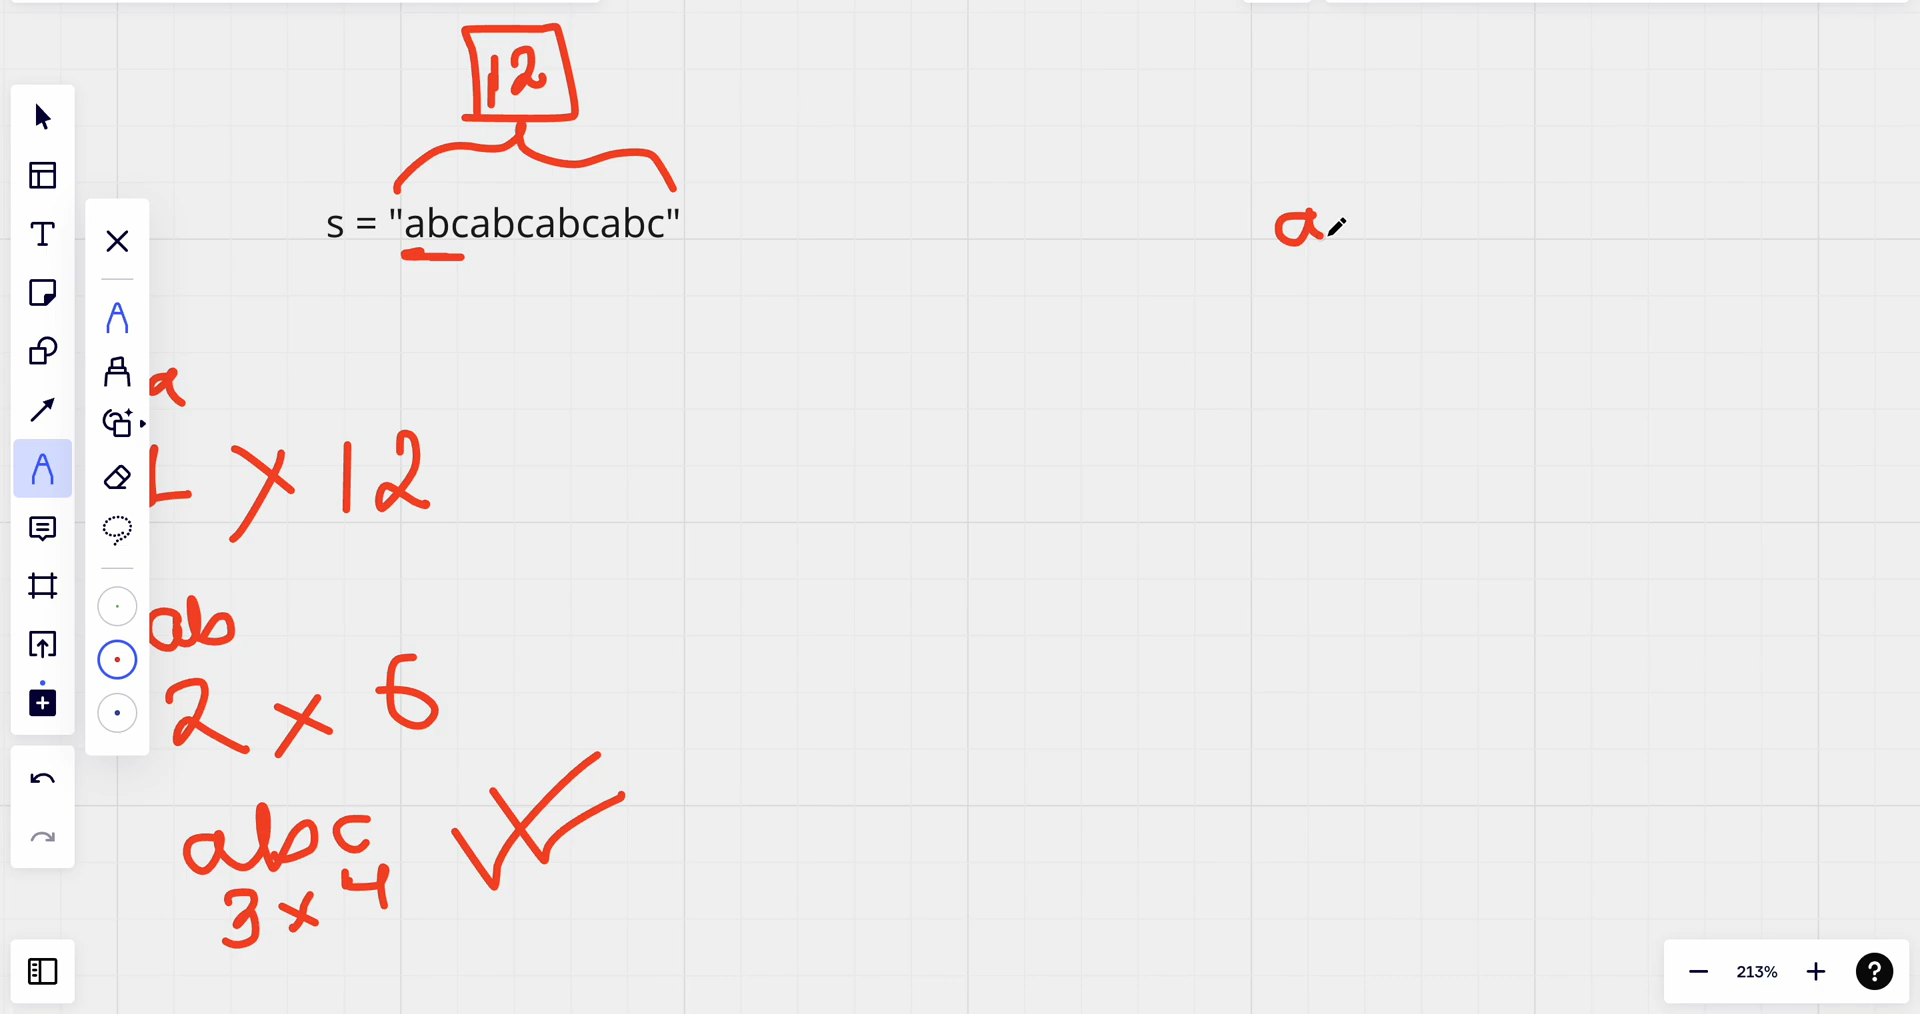 12
s = "abcabcabcabc"
a
a
1 x 12
ab
2 x 6
abc
3 x 4
213%